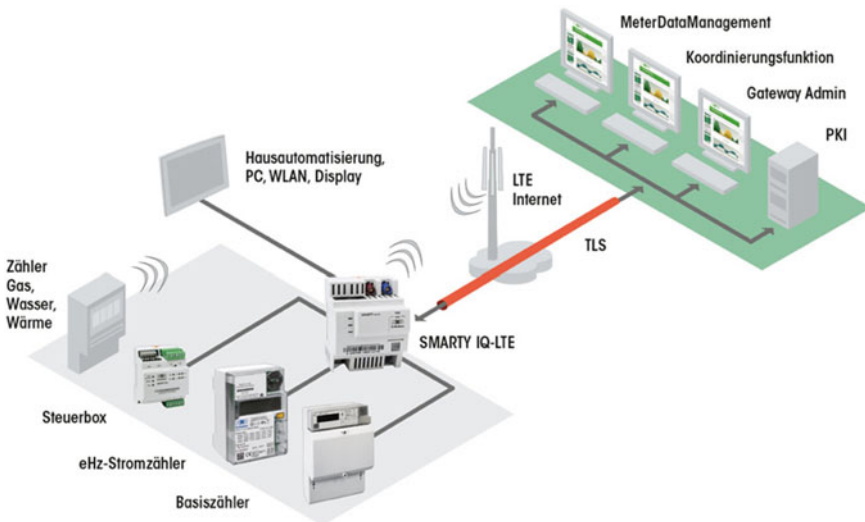 MeterDataManagement
Koordinierungsfunktion
Gateway Admin
PKI
Hausautomatisierung,
PC, WLAN, Display
LTE
Internet
TLS
Zähler
Gas,
Wasser,
Wärme
SMARTY IQ-LTE
Steuerbox
eHz-Stromzähler
Basiszähler